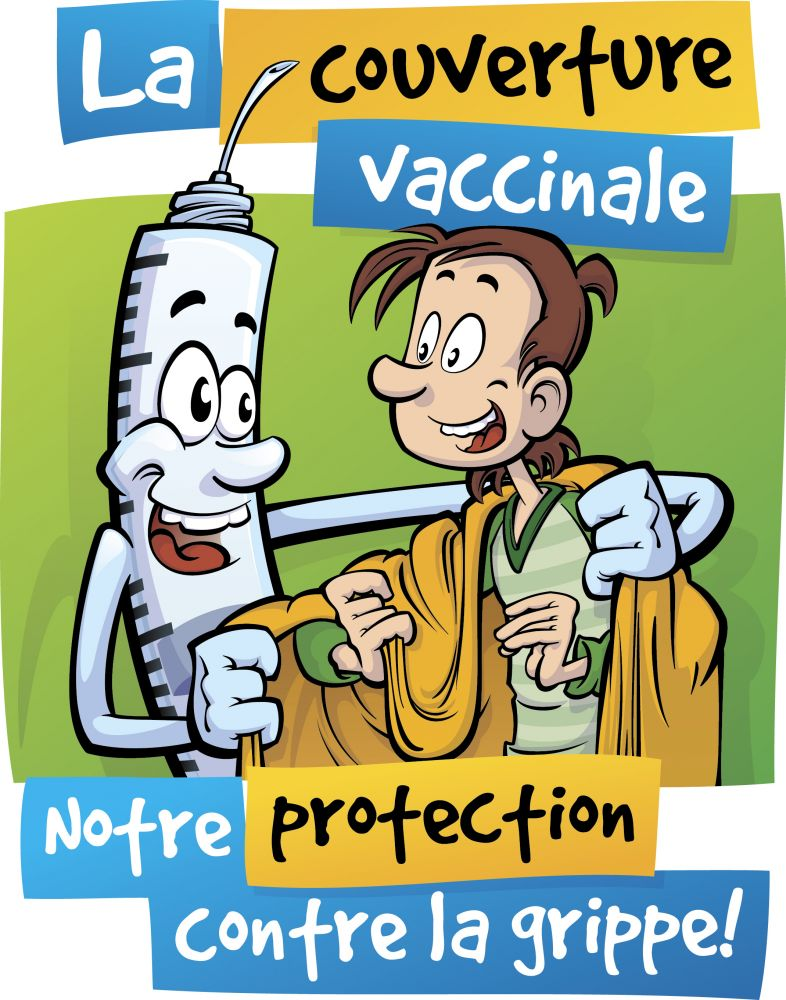 La couverture
vaccinale
Notre protection
contre la grippe!